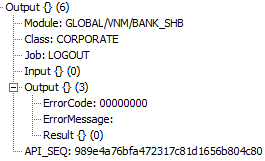 Output {} (6)
Module: GLOBAL/VNM/BANK_SHB
Class: CORPORATE
Job: LOGOUT
Input {} (0)
Output {} (3)
ErrorCode: 00000000
ErrorMessage:
Result {} (0)
API_SEQ: 989e4a76bfa472317c81d1656b804c80